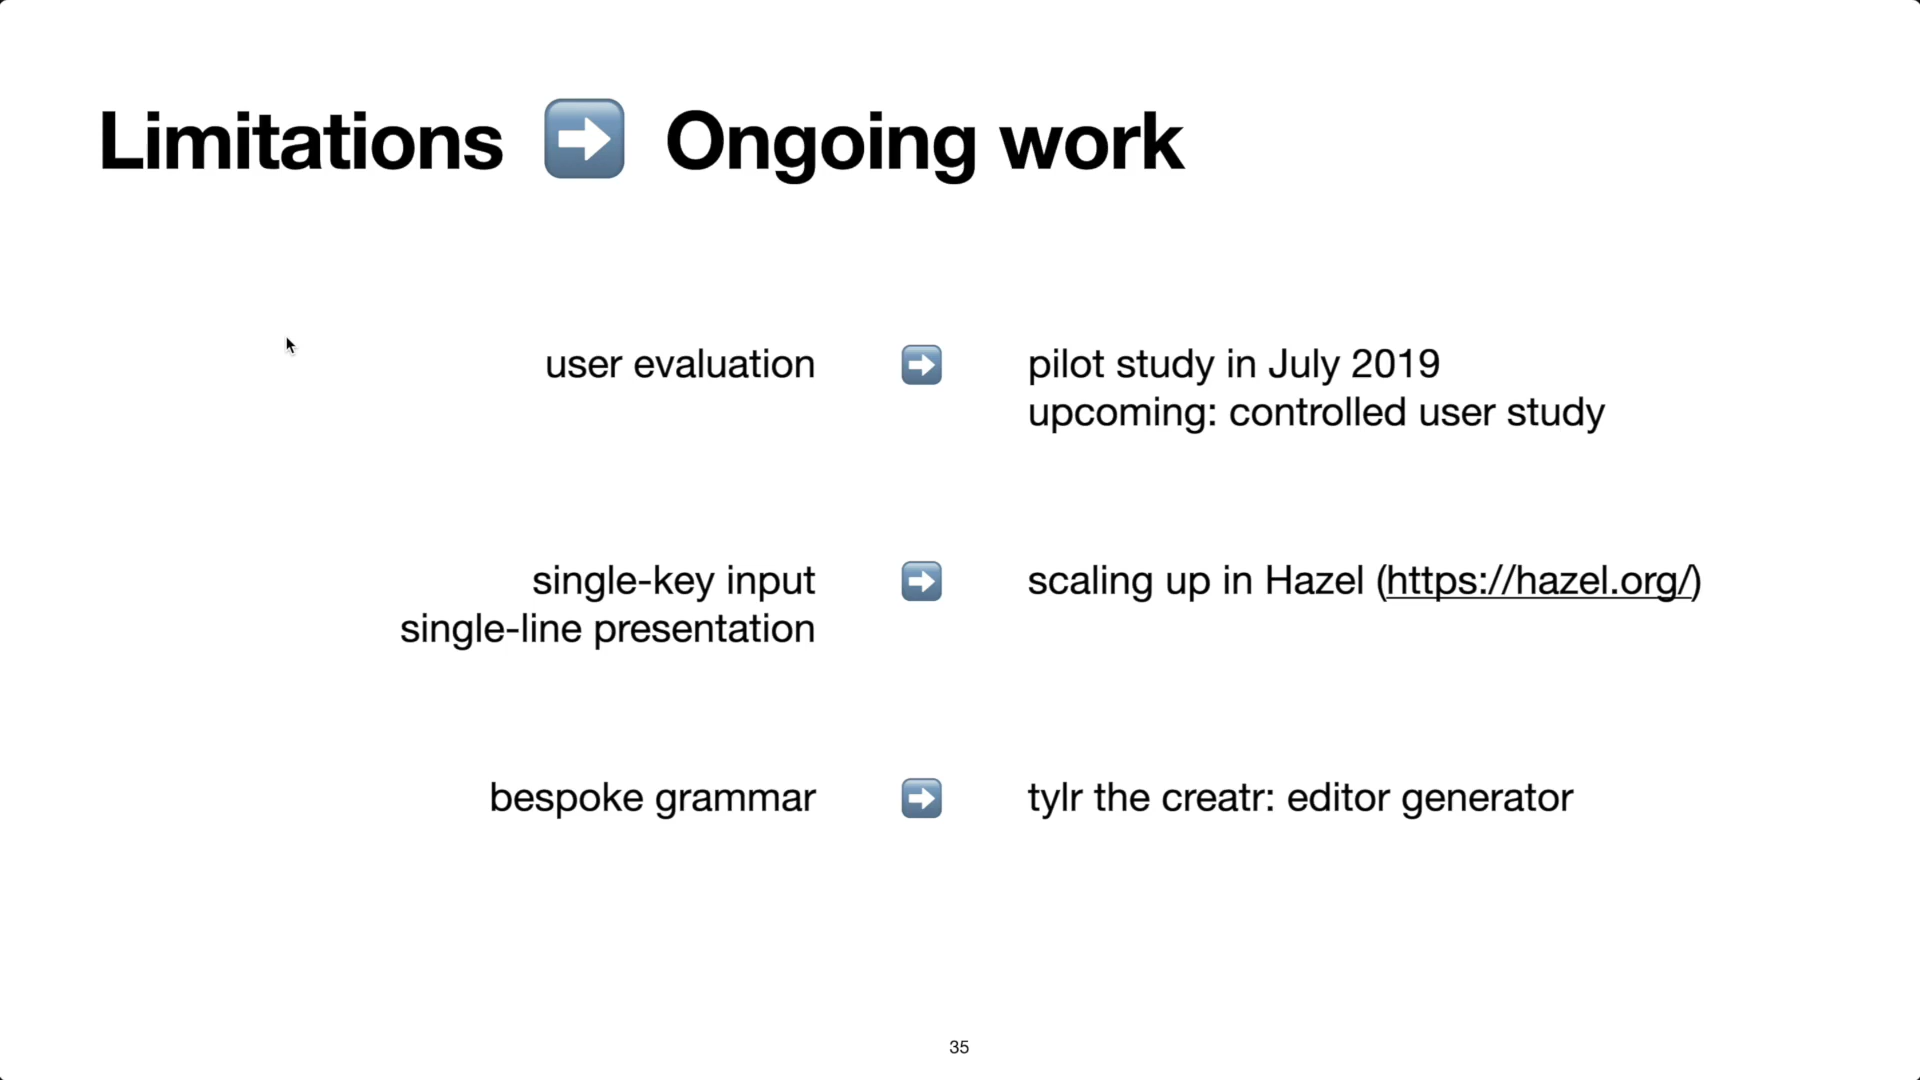 Limitations ➡️ Ongoing work
user evaluation ➡️ pilot study in July 2019
upcoming: controlled user study
single-key input ➡️ scaling up in Hazel (https://hazel.org/)
single-line presentation
bespoke grammar ➡️ tylr the creatr: editor generator
35